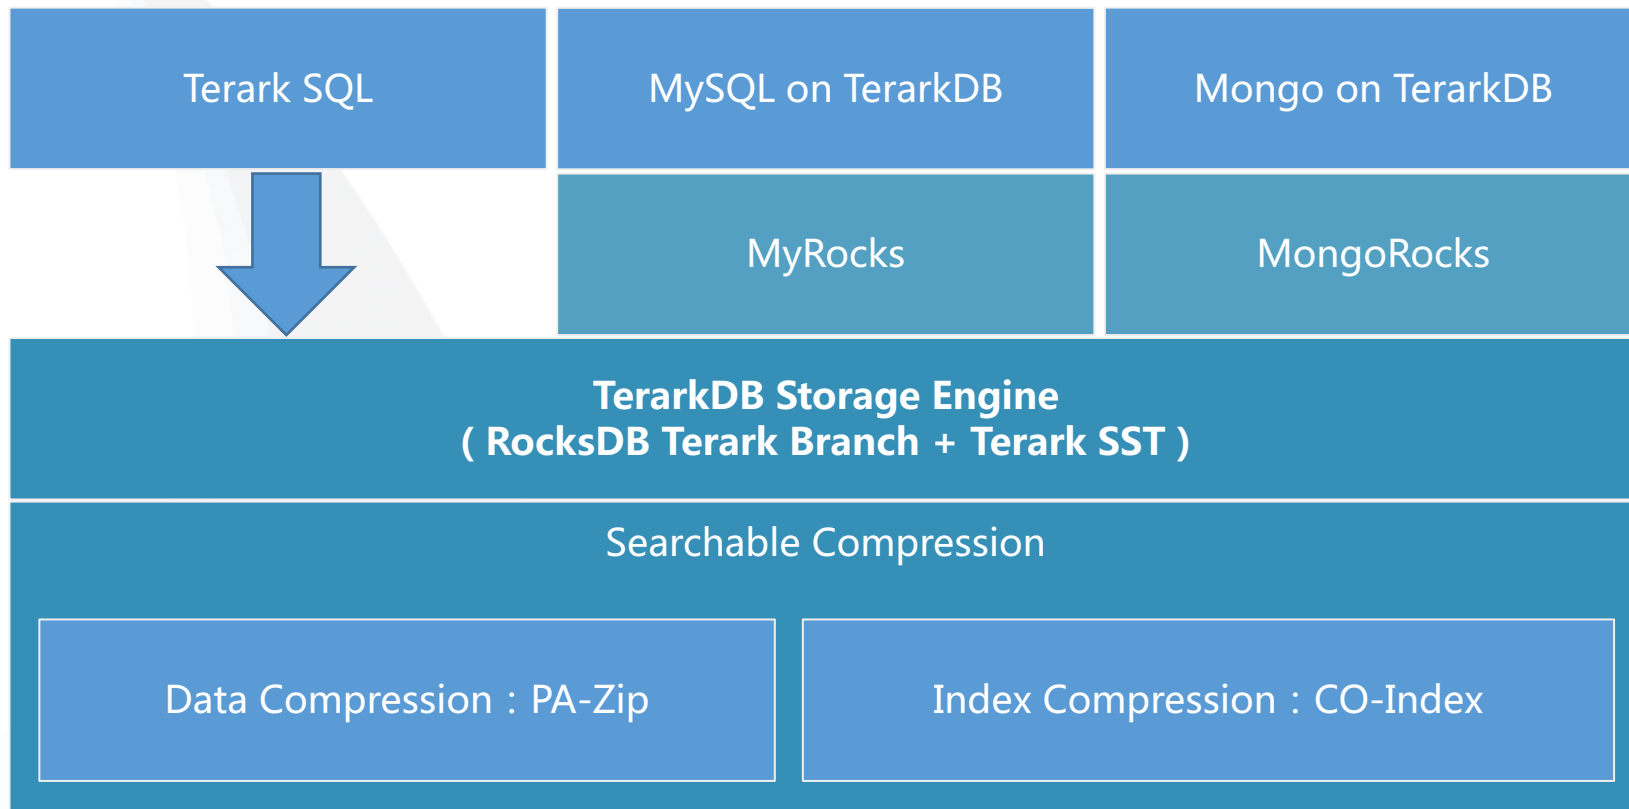 Terark SQL
MySQL on TerarkDB
Mongo on TerarkDB
MyRocks
MongoRocks
TerarkDB Storage Engine
( RocksDB Terark Branch + Terark SST )
Searchable Compression
Data Compression：PA-Zip
Index Compression：CO-Index